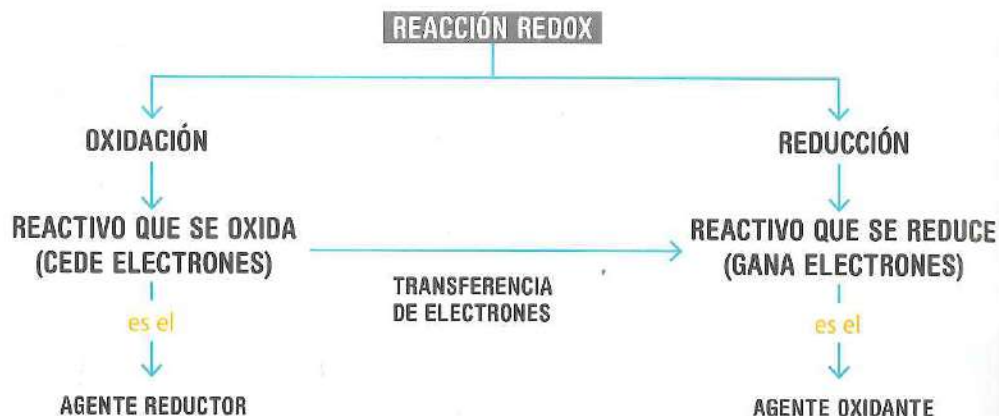 REACCIÓN REDOX
OXIDACIÓN
REDUCCIÓN
REACTIVO QUE SE OXIDA
(CEDE ELECTRONES)
REACTIVO QUE SE REDUCE
(GANA ELECTRONES)
TRANSFERENCIA
DE ELECTRONES
es el
es el
AGENTE REDUCTOR
AGENTE OXIDANTE